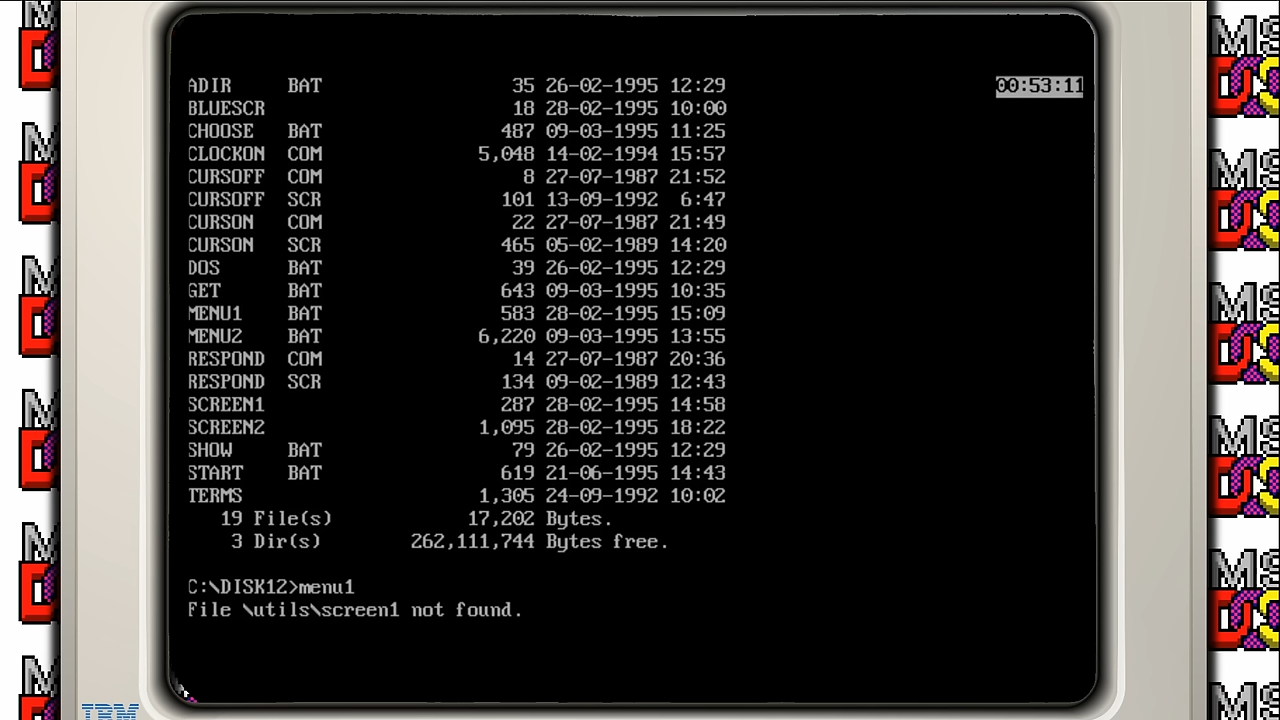 ADIR BAT 35 26-02-1995 12:29 00:53:11
BLUESCR 18 28-02-1995 10:00
CHOOSE BAT 487 09-03-1995 11:25
CLOCKON COM 5,048 14-02-1994 15:57
CURSOFF COM 8 27-07-1987 21:52
CURSOFF SCR 101 13-09-1992 6:47
CURSON COM 22 27-07-1987 21:49
CURSON SCR 465 05-02-1989 14:20
DOS BAT 39 26-02-1995 12:29
GET BAT 643 09-03-1995 10:35
MENU1 BAT 583 28-02-1995 15:09
MENU2 BAT 6,220 09-03-1995 13:55
RESPOND COM 14 27-07-1987 20:36
RESPOND SCR 134 09-02-1989 12:43
SCREEN1 287 28-02-1995 14:58
SCREEN2 1,095 28-02-1995 18:22
SHOW BAT 79 26-02-1995 12:29
START BAT 619 21-06-1995 14:43
TERMS 1,305 24-09-1992 10:02
19 File(s) 17,202 Bytes.
3 Dir(s) 262,111,744 Bytes free.
C:\DISK12>menu1
File \utils\screen1 not found.
IBM